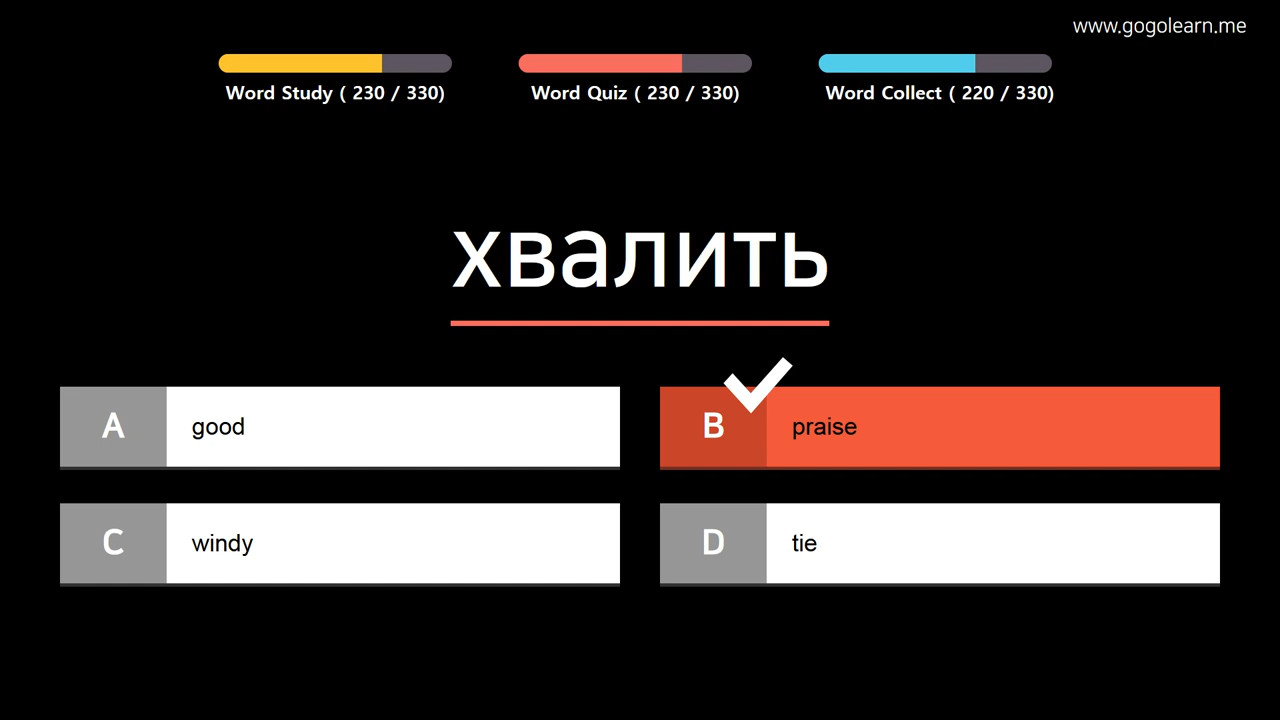 www.gogolearn.me
Word Study ( 230 / 330)
Word Quiz ( 230 / 330)
Word Collect ( 220 / 330)
хвалить
A good
B praise
C windy
D tie